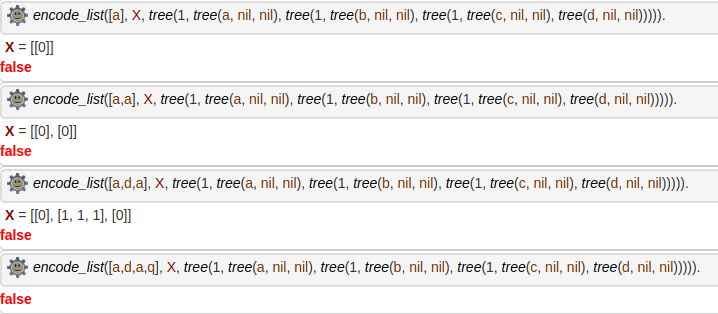 encode_list([a], X, tree(1, tree(a, nil, nil), tree(1, tree(b, nil, nil), tree(1, tree(c, nil, nil), tree(d, nil, nil))))).
X = [[0]]
false
encode_list([a,a], X, tree(1, tree(a, nil, nil), tree(1, tree(b, nil, nil), tree(1, tree(c, nil, nil), tree(d, nil, nil))))).
X = [[0], [0]]
false
encode_list([a,d,a], X, tree(1, tree(a, nil, nil), tree(1, tree(b, nil, nil), tree(1, tree(c, nil, nil), tree(d, nil, nil))))).
X = [[0], [1, 1, 1], [0]]
false
encode_list([a,d,a,q], X, tree(1, tree(a, nil, nil), tree(1, tree(b, nil, nil), tree(1, tree(c, nil, nil), tree(d, nil, nil))))).
false